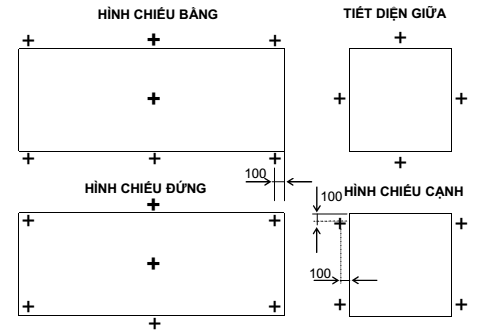 HÌNH CHIẾU BẰNG
TIẾT DIỆN GIỮA
100
HÌNH CHIẾU ĐỨNG
100
HÌNH CHIẾU CẠNH
100